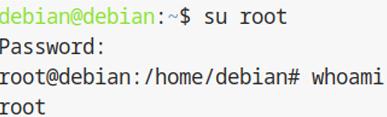 debian@debian:~$ su root
Password:
root@debian:/home/debian# whoami
root